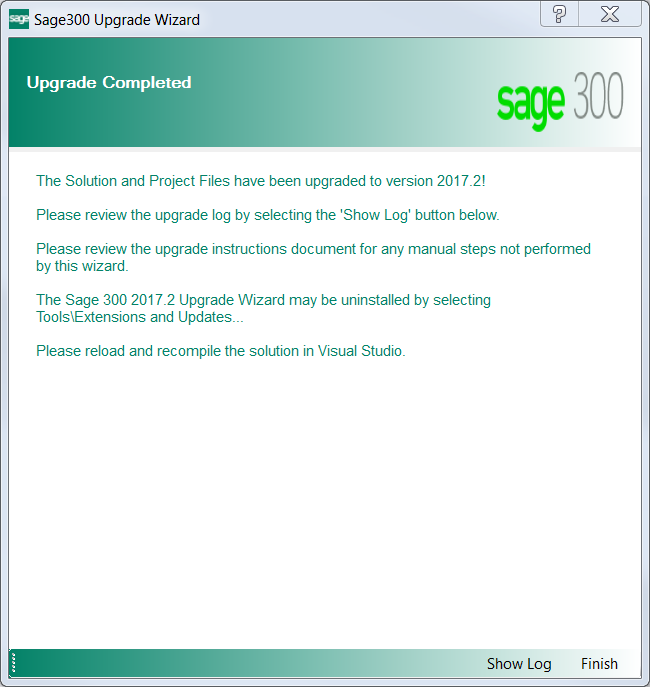 sage Sage300 Upgrade Wizard
Upgrade Completed
sage 300
The Solution and Project Files have been upgraded to version 2017.2!
Please review the upgrade log by selecting the 'Show Log' button below.
Please review the upgrade instructions document for any manual steps not performed
by this wizard.
The Sage 300 2017.2 Upgrade Wizard may be uninstalled by selecting
Tools\Extensions and Updates...
Please reload and recompile the solution in Visual Studio.
Show Log Finish